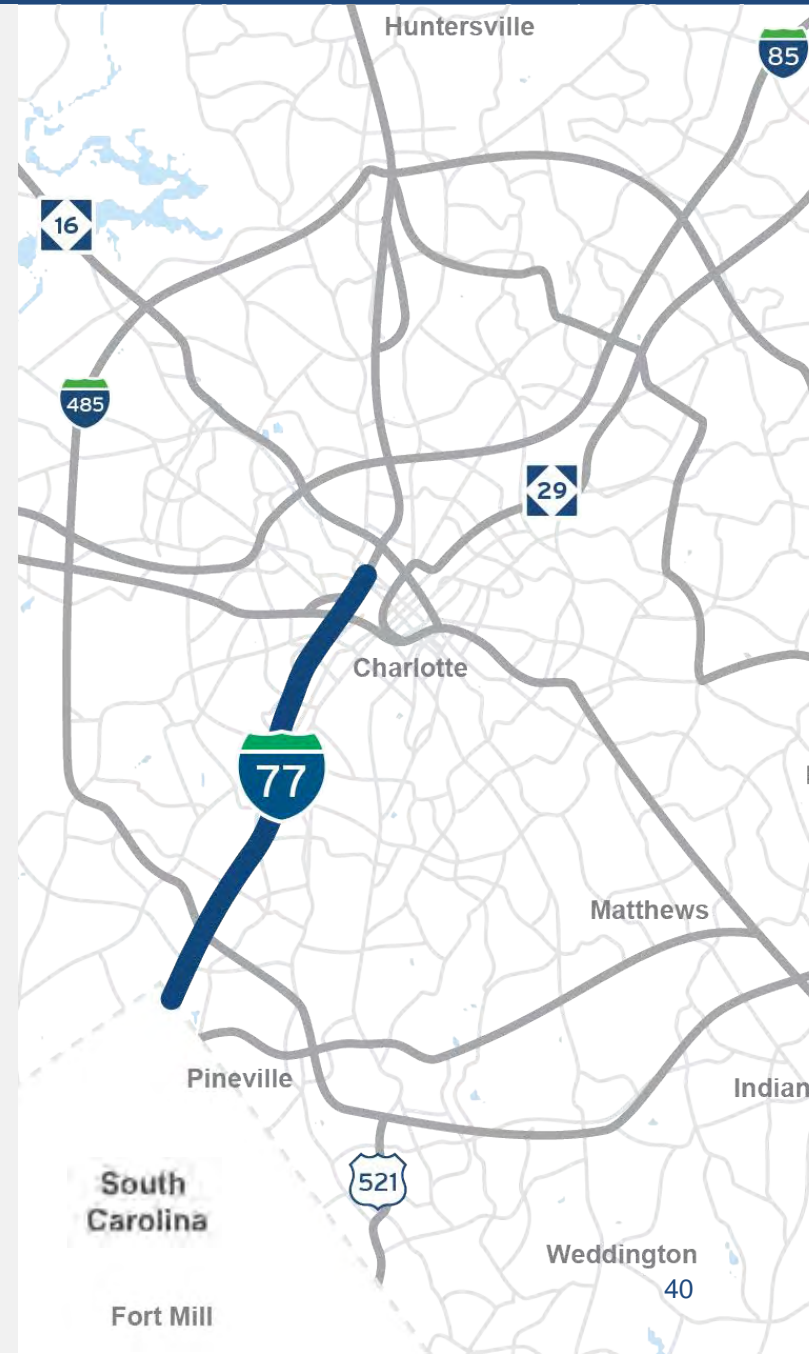 Huntersville
85
16
485
29
Charlotte
77
Matthews
Pineville
Indian
South
Carolina
521
Weddington
40
Fort Mill